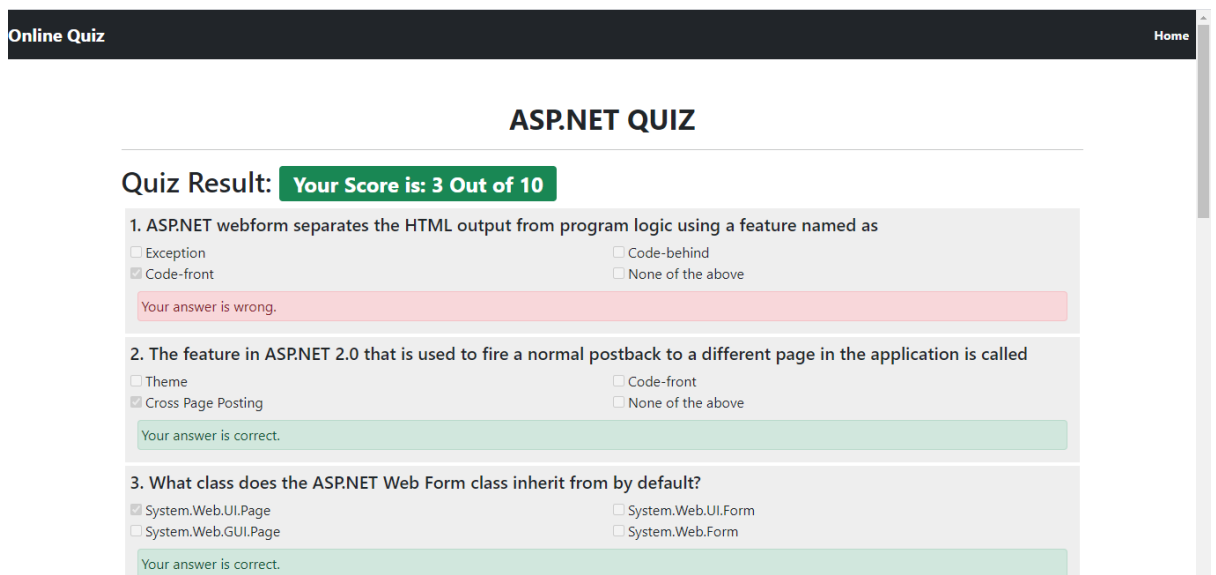 Online Quiz Home
ASP.NET QUIZ
Quiz Result: Your Score is: 3 Out of 10
1. ASP.NET webform separates the HTML output from program logic using a feature named as
Exception Code-behind
Code-front None of the above
Your answer is wrong.
2. The feature in ASP.NET 2.0 that is used to fire a normal postback to a different page in the application is called
Theme Code-front
Cross Page Posting None of the above
Your answer is correct.
3. What class does the ASP.NET Web Form class inherit from by default?
System.Web.UI.Page System.Web.UI.Form
System.Web.GUI.Page System.Web.Form
Your answer is correct.